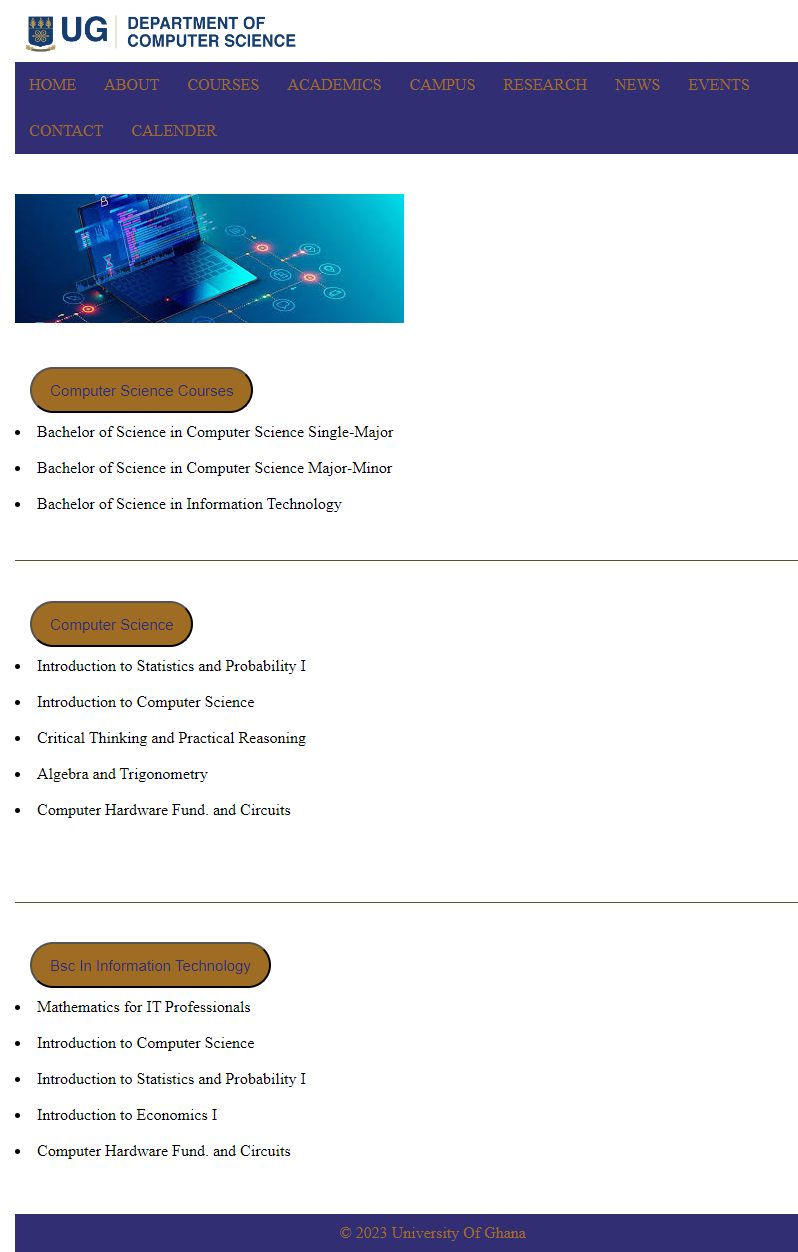 UG DEPARTMENT OF
COMPUTER SCIENCE
HOME ABOUT COURSES ACADEMICS CAMPUS RESEARCH NEWS EVENTS
CONTACT CALENDER
Computer Science Courses
Bachelor of Science in Computer Science Single-Major
Bachelor of Science in Computer Science Major-Minor
Bachelor of Science in Information Technology
Computer Science
Introduction to Statistics and Probability I
Introduction to Computer Science
Critical Thinking and Practical Reasoning
Algebra and Trigonometry
Computer Hardware Fund. and Circuits
Bsc In Information Technology
Mathematics for IT Professionals
Introduction to Computer Science
Introduction to Statistics and Probability I
Introduction to Economics I
Computer Hardware Fund. and Circuits
© 2023 University Of Ghana